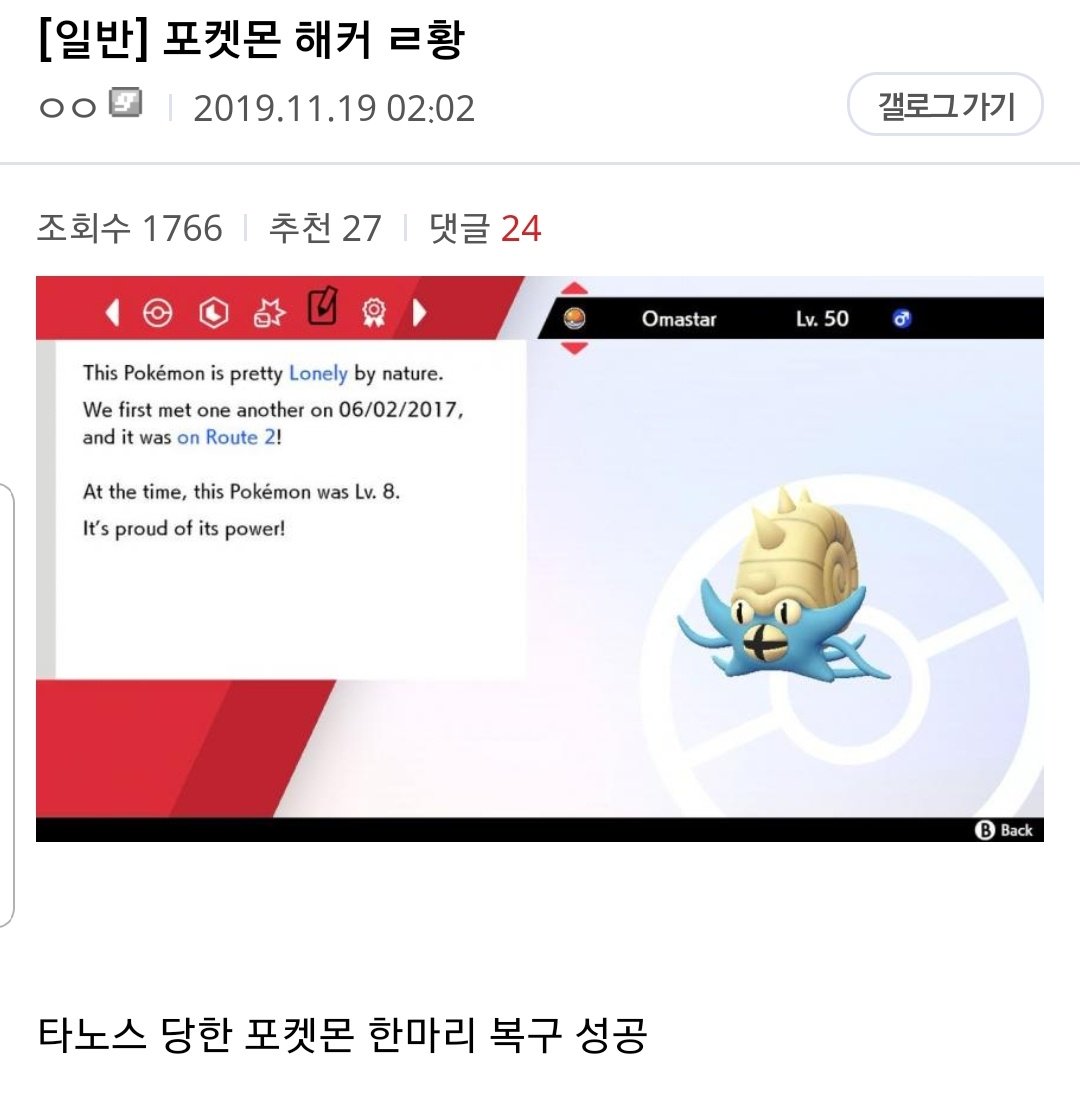 [일반] 포켓몬 해커 ㄹ황
ㅇㅇ 2019.11.19 02:02
갤로그 가기
조회수 1766 추천 27 댓글 24
Omastar Lv. 50 ♂
This Pokémon is pretty Lonely by nature.
We first met one another on 06/02/2017,
and it was on Route 2!
At the time, this Pokémon was Lv. 8.
It's proud of its power!
B Back
타노스 당한 포켓몬 한마리 복구 성공